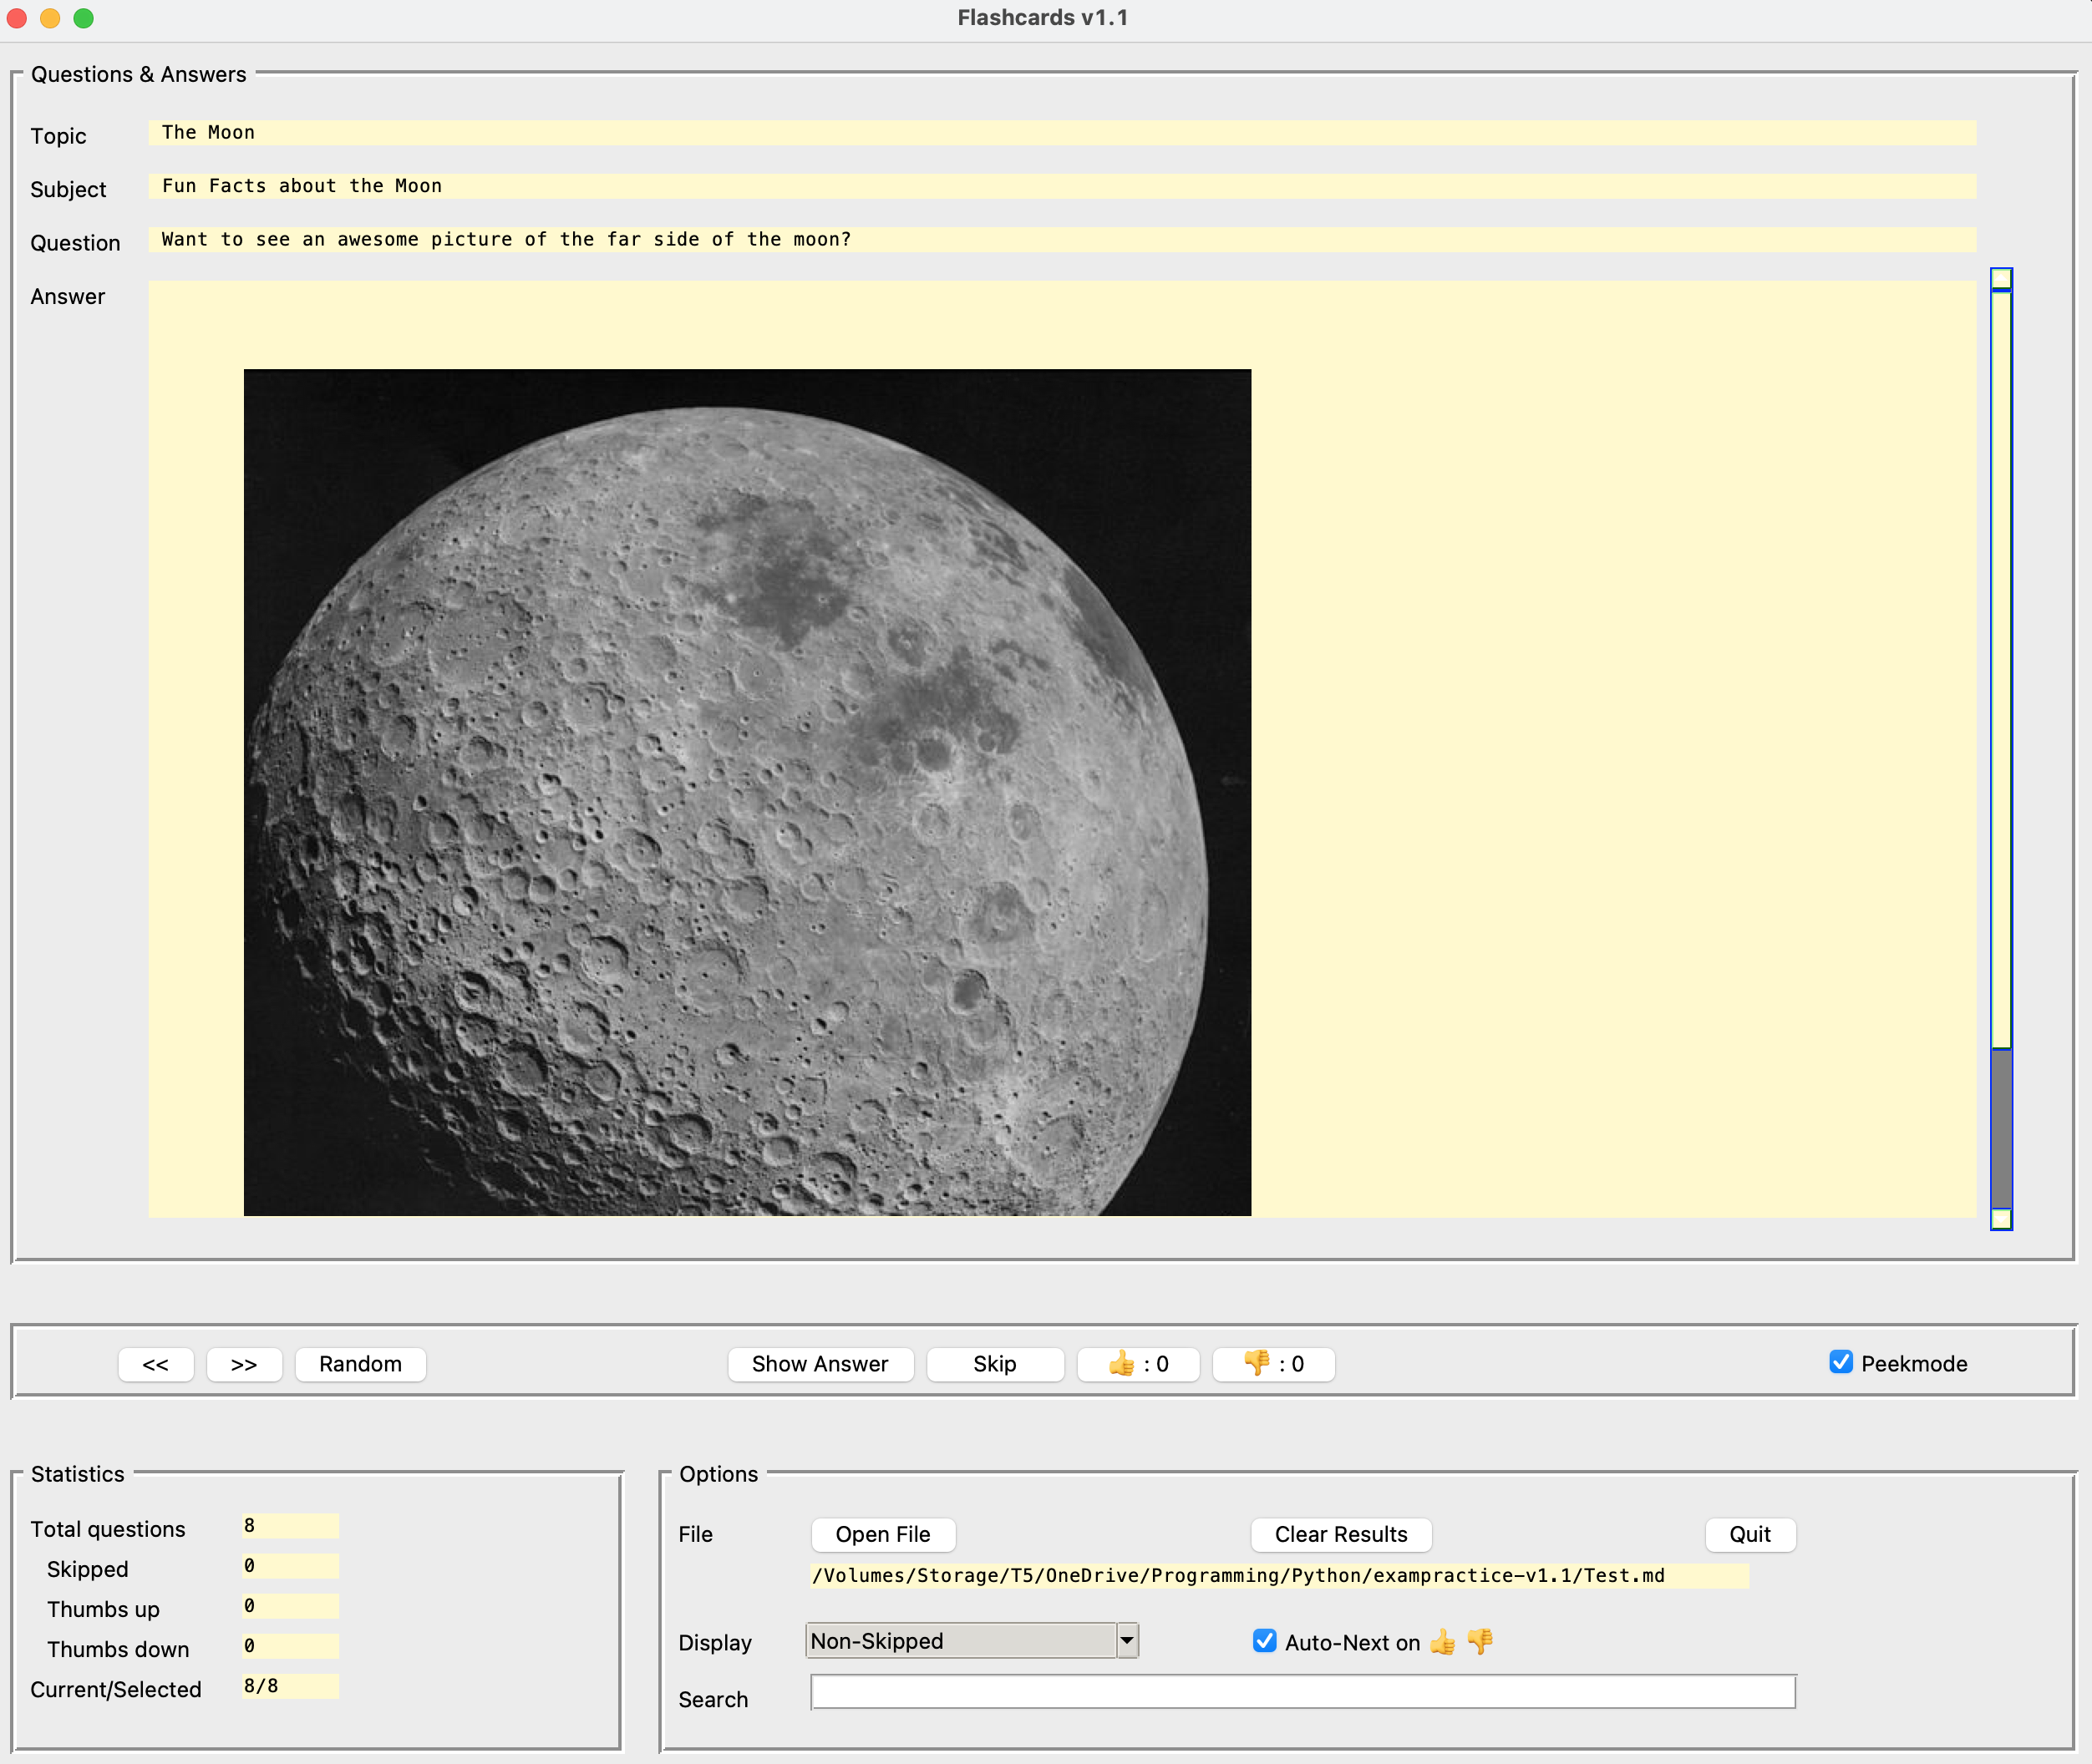 Flashcards v1.1
Questions & Answers
Topic The Moon
Subject Fun Facts about the Moon
Question Want to see an awesome picture of the far side of the moon?
Answer
<< >> Random Show Answer Skip 👍 : 0 👎 : 0 Peekmode
Statistics
Total questions 8
Skipped 0
Thumbs up 0
Thumbs down 0
Current/Selected 8/8
Options
File Open File Clear Results Quit
/Volumes/Storage/T5/OneDrive/Programming/Python/exampractice-v1.1/Test.md
Display Non-Skipped Auto-Next on 👍 👎
Search